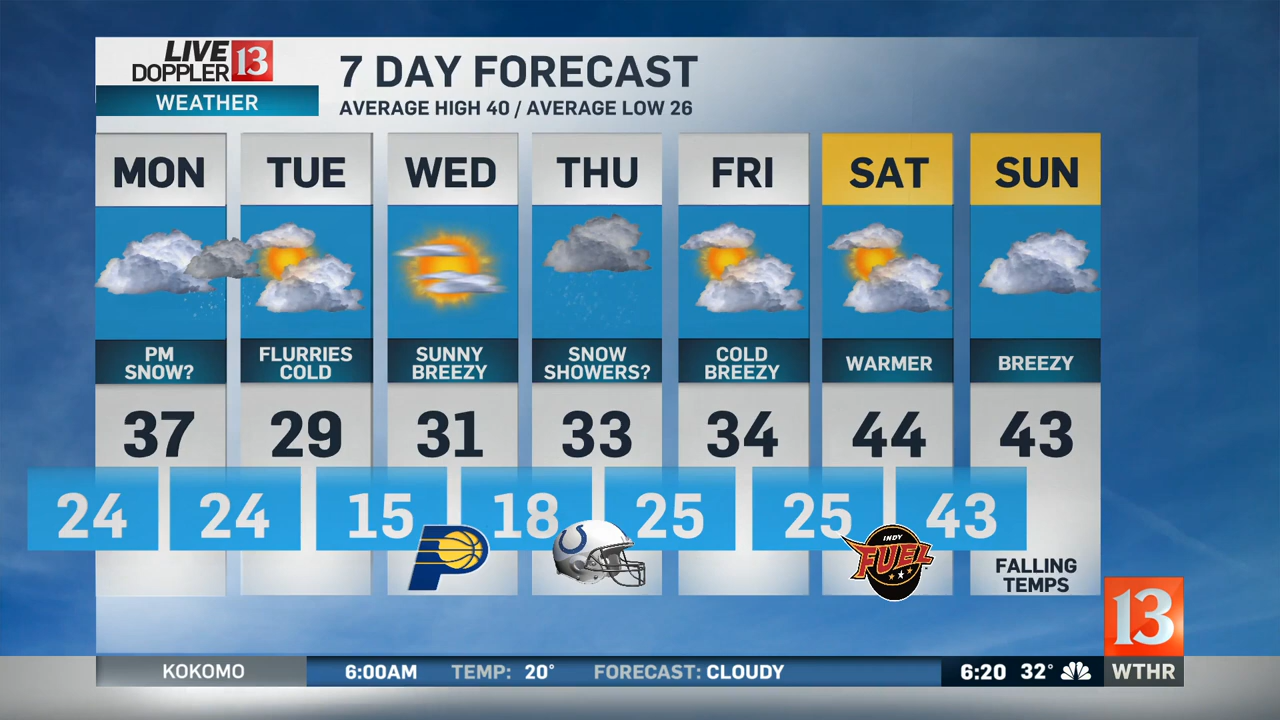 LIVE
DOPPLER 13
WEATHER
7 DAY FORECAST
AVERAGE HIGH 40 / AVERAGE LOW 26
MON TUE WED THU FRI SAT SUN
PM
SNOW?
FLURRIES
COLD
SUNNY
BREEZY
SNOW
SHOWERS?
COLD
BREEZY
WARMER
BREEZY
37 29 31 33 34 44 43
24 24 15 18 25 25 43
INDY
FUEL
FALLING
TEMPS
13
KOKOMO 6:00AM TEMP: 20° FORECAST: CLOUDY 6:20 32° WTHR